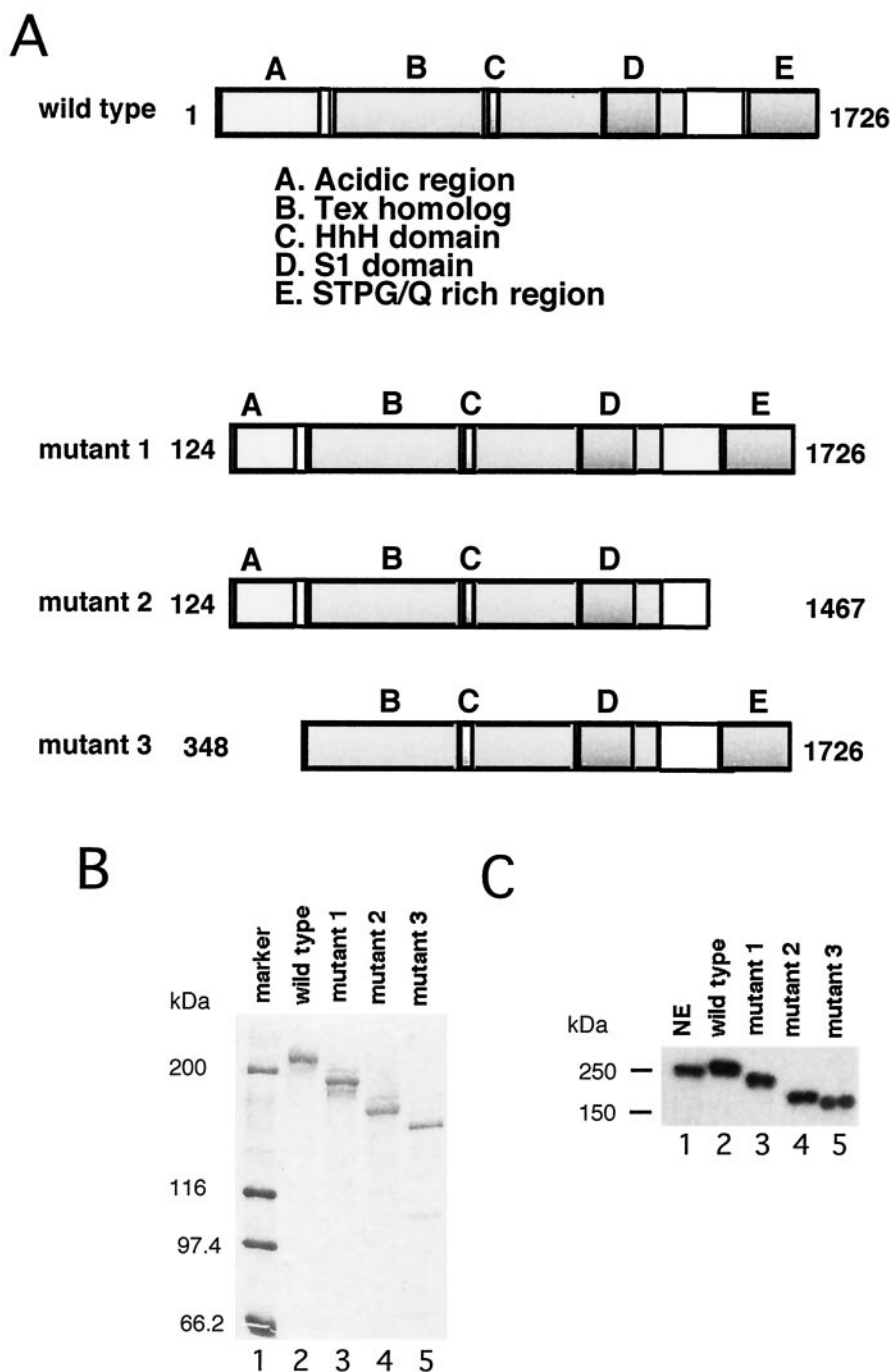 A
A B C D E
wild type 1 1726
A. Acidic region
B. Tex homolog
C. HhH domain
D. S1 domain
E. STPG/Q rich region
A B C D E
mutant 1 124 1726
A B C D
mutant 2 124 1467
B C D E
mutant 3 348 1726
B
marker wild type mutant 1 mutant 2 mutant 3
kDa
200
116
97.4
66.2
1 2 3 4 5
C
NE wild type mutant 1 mutant 2 mutant 3
kDa
250
150
1 2 3 4 5